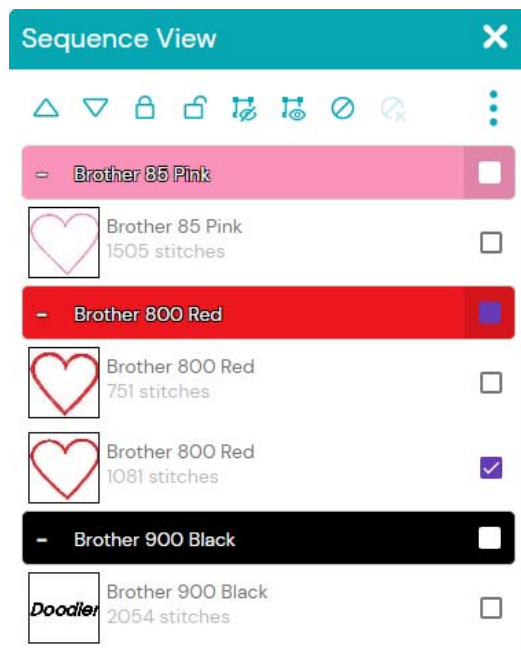 Sequence View
Brother 85 Pink
Brother 85 Pink
1505 stitches
Brother 800 Red
Brother 800 Red
751 stitches
Brother 800 Red
1081 stitches
Brother 900 Black
Brother 900 Black
Doodler
2054 stitches